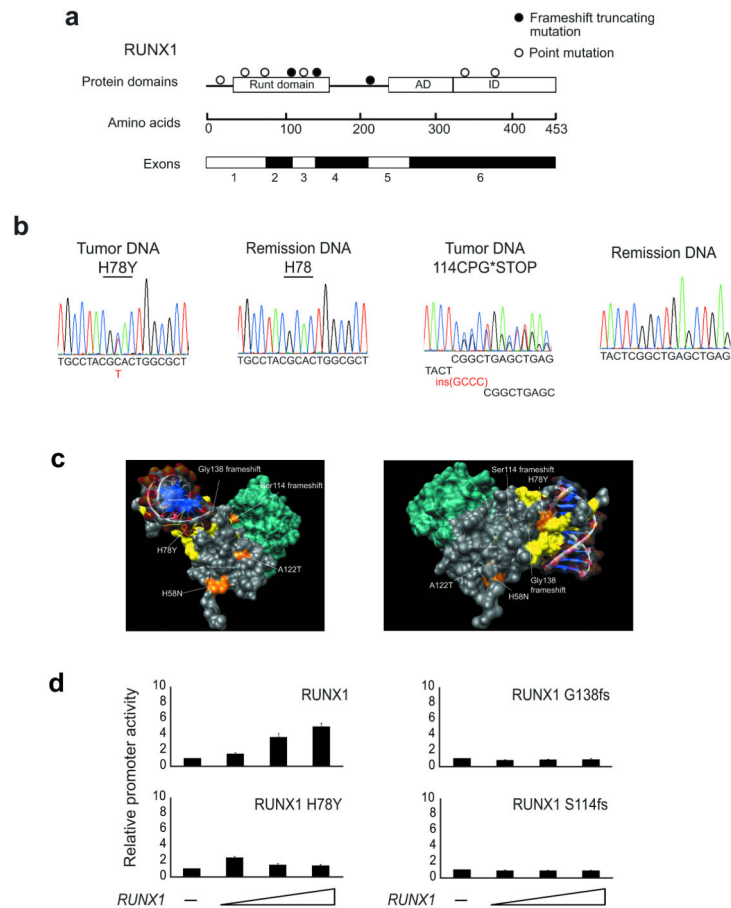 a
Frameshift truncating
mutation
Point mutation
RUNX1
Protein domains
Runt domain
AD
ID
Amino acids
0 100 200 300 400 453
Exons
1 2 3 4 5 6
b
Tumor DNA
H78Y
Remission DNA
H78
Tumor DNA
114CPG*STOP
Remission DNA
TGCCTACGCACTGGCGCT
T
TGCCTACGCACTGGCGCT
CGGCTGAGCTGAG
TACT
ins(GCCC)
CGGCTGAGC
TACTCGGCTGAGCTGAG
c
Gly138 frameshift
Ser114 frameshift
H78Y
A122T
H58N
Ser114 frameshift
H78Y
A122T
H58N
Gly138
frameshift
d
Relative promoter activity
10
8
6
4
2
0
RUNX1
10
8
6
4
2
0
RUNX1 G138fs
10
8
6
4
2
0
RUNX1 H78Y
10
8
6
4
2
0
RUNX1 S114fs
RUNX1 –
RUNX1 –